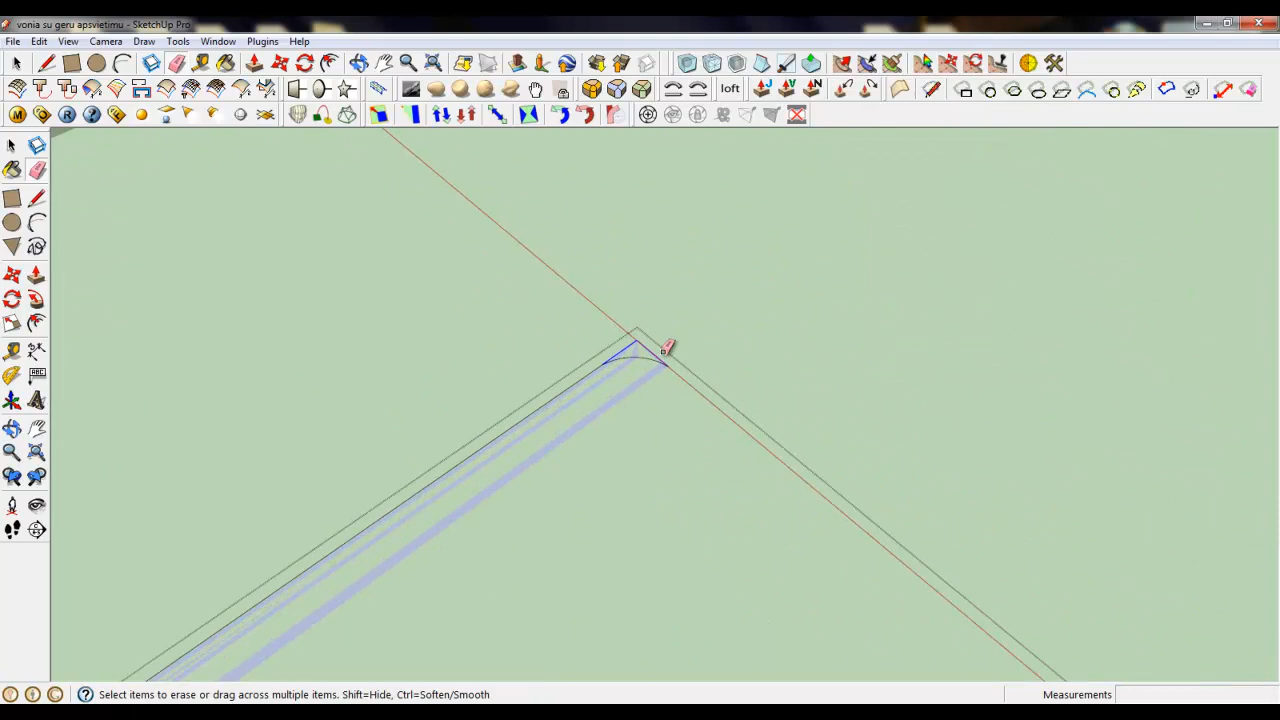 vonia su geru apsvietimu - SketchUp Pro
File Edit View Camera Draw Tools Window Plugins Help
loft
J V N
M R ?
ABC
Select items to erase or drag across multiple items. Shift=Hide, Ctrl=Soften/Smooth
Measurements